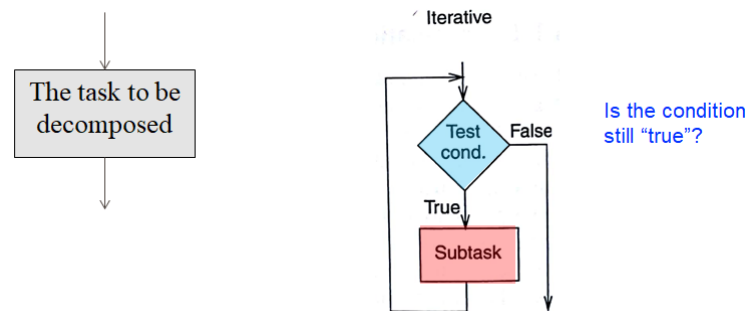 The task to be
decomposed
Iterative
Test
cond.
False
True
Subtask
Is the condition
still “true”?